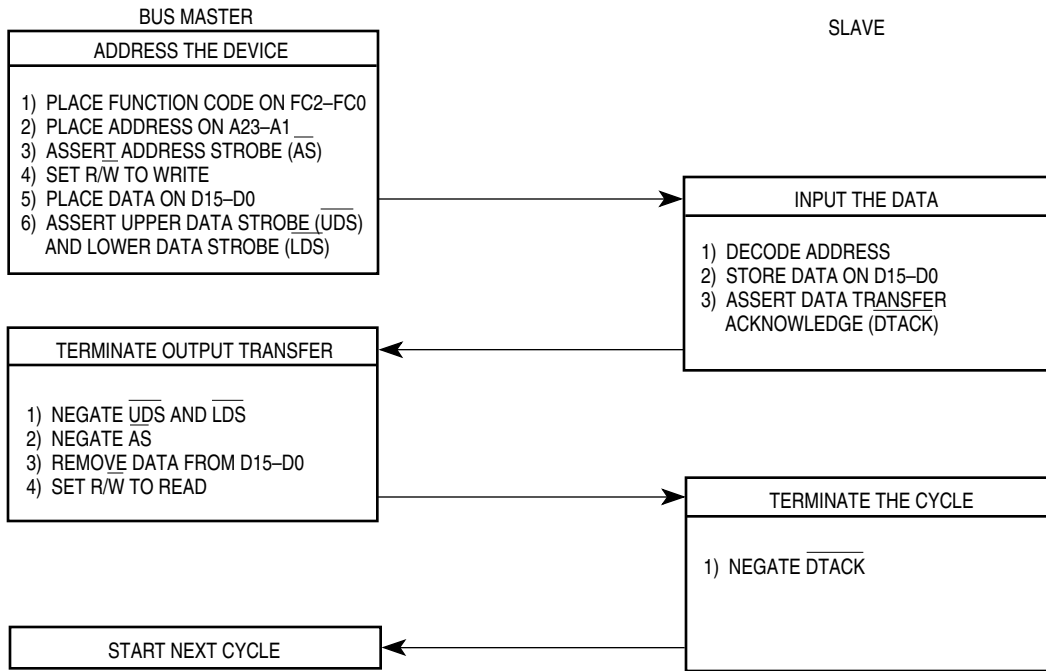 BUS MASTER
SLAVE
ADDRESS THE DEVICE
1) PLACE FUNCTION CODE ON FC2–FC0
2) PLACE ADDRESS ON A23–A1
3) ASSERT ADDRESS STROBE (AS)
4) SET R/W TO WRITE
5) PLACE DATA ON D15–D0
6) ASSERT UPPER DATA STROBE (UDS)
AND LOWER DATA STROBE (LDS)
INPUT THE DATA
1) DECODE ADDRESS
2) STORE DATA ON D15–D0
3) ASSERT DATA TRANSFER
ACKNOWLEDGE (DTACK)
TERMINATE OUTPUT TRANSFER
1) NEGATE UDS AND LDS
2) NEGATE AS
3) REMOVE DATA FROM D15–D0
4) SET R/W TO READ
TERMINATE THE CYCLE
1) NEGATE DTACK
START NEXT CYCLE